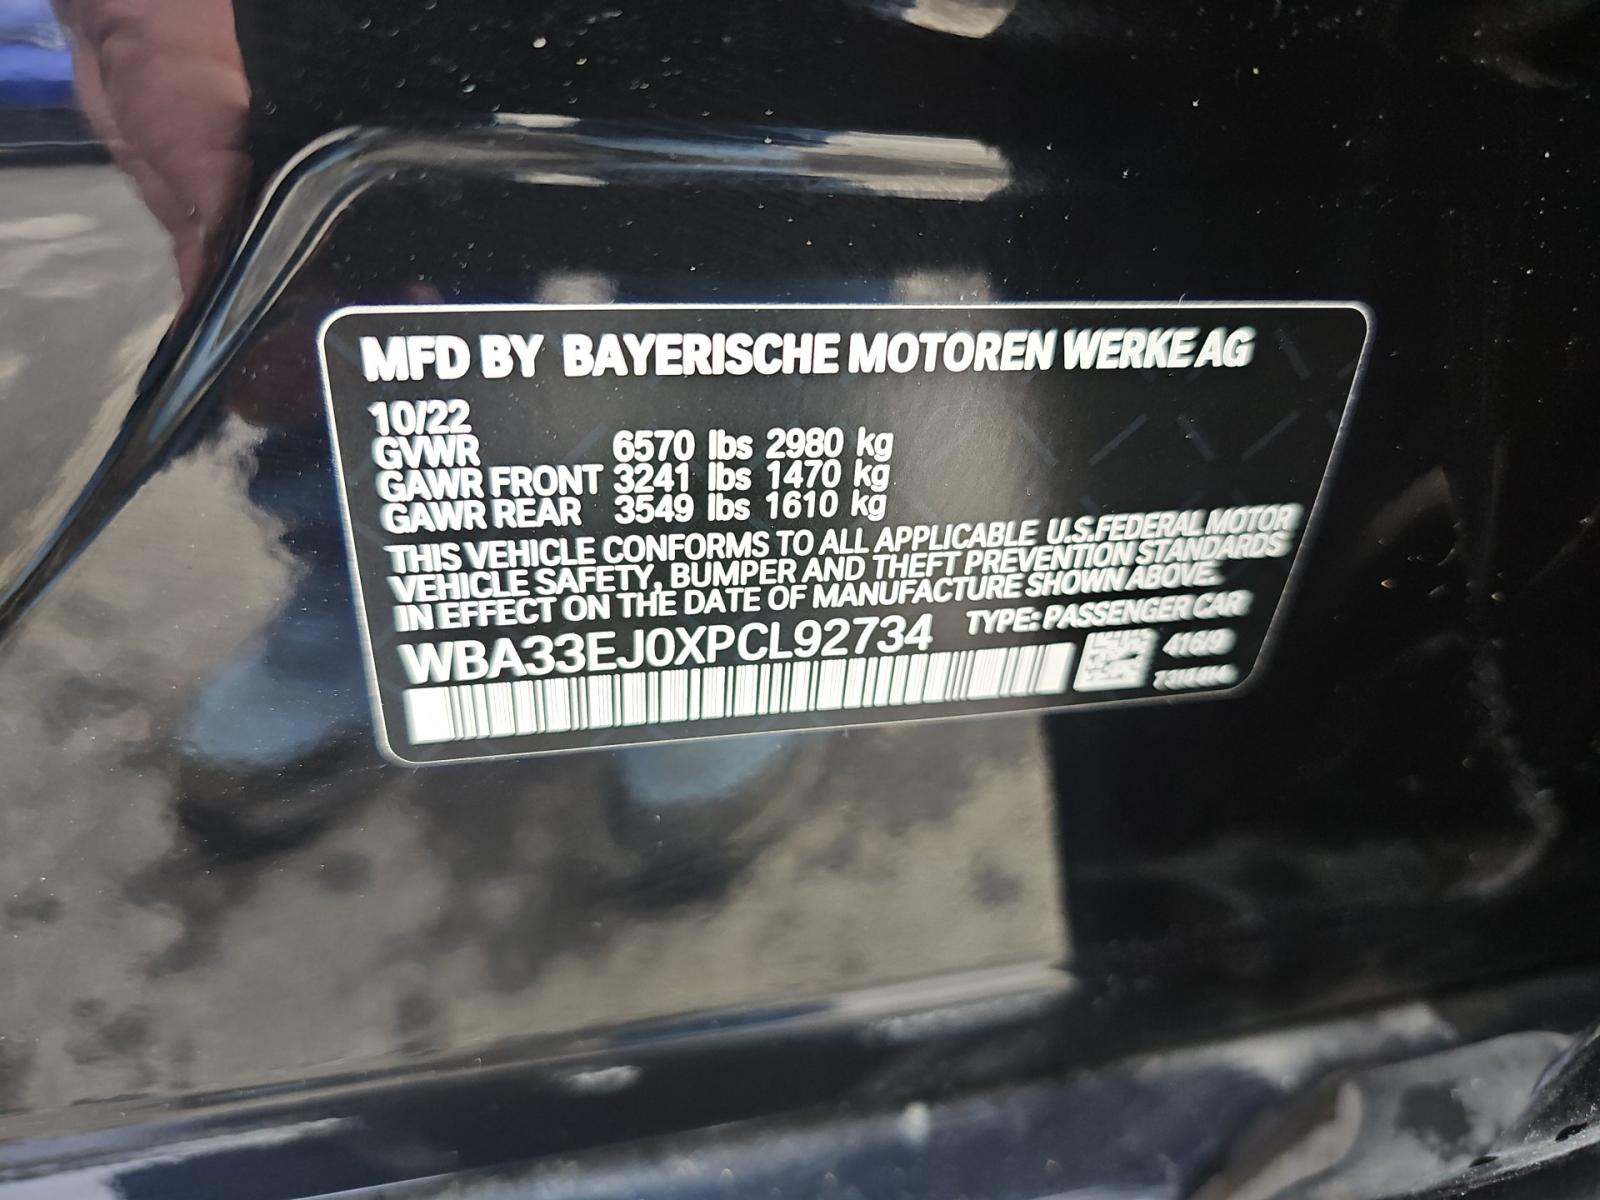 MFD BY BAYERISCHE MOTOREN WERKE AG
10/22
GVWR 6570 lbs 2980 kg
GAWR FRONT 3241 lbs 1470 kg
GAWR REAR 3549 lbs 1610 kg
THIS VEHICLE CONFORMS TO ALL APPLICABLE U.S.FEDERAL MOTOR
VEHICLE SAFETY, BUMPER AND THEFT PREVENTION STANDARDS
IN EFFECT ON THE DATE OF MANUFACTURE SHOWN ABOVE.
WBA33EJ0XPCL92734 TYPE: PASSENGER CAR